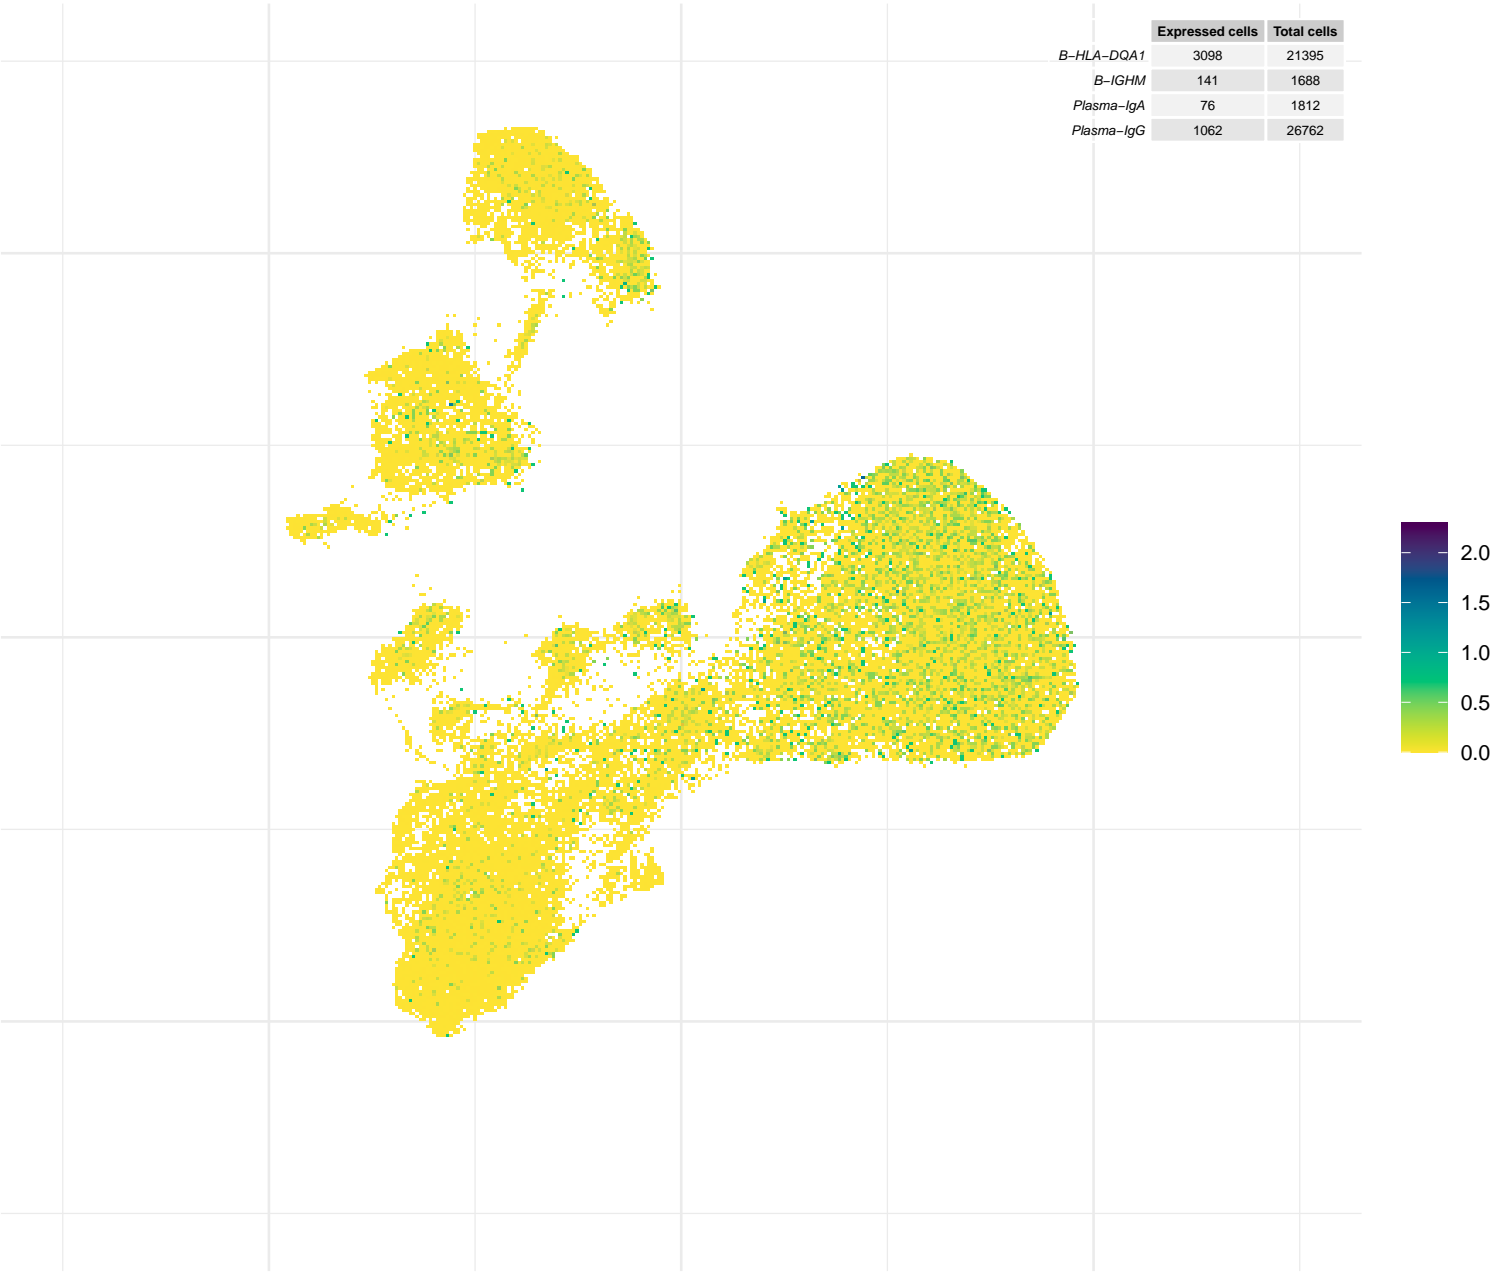 Expressed cells Total cells
B−HLA−DQA1 3098 21395
B−IGHM 141 1688
Plasma−IgA 76 1812
Plasma−IgG 1062 26762
2.0
1.5
1.0
0.5
0.0